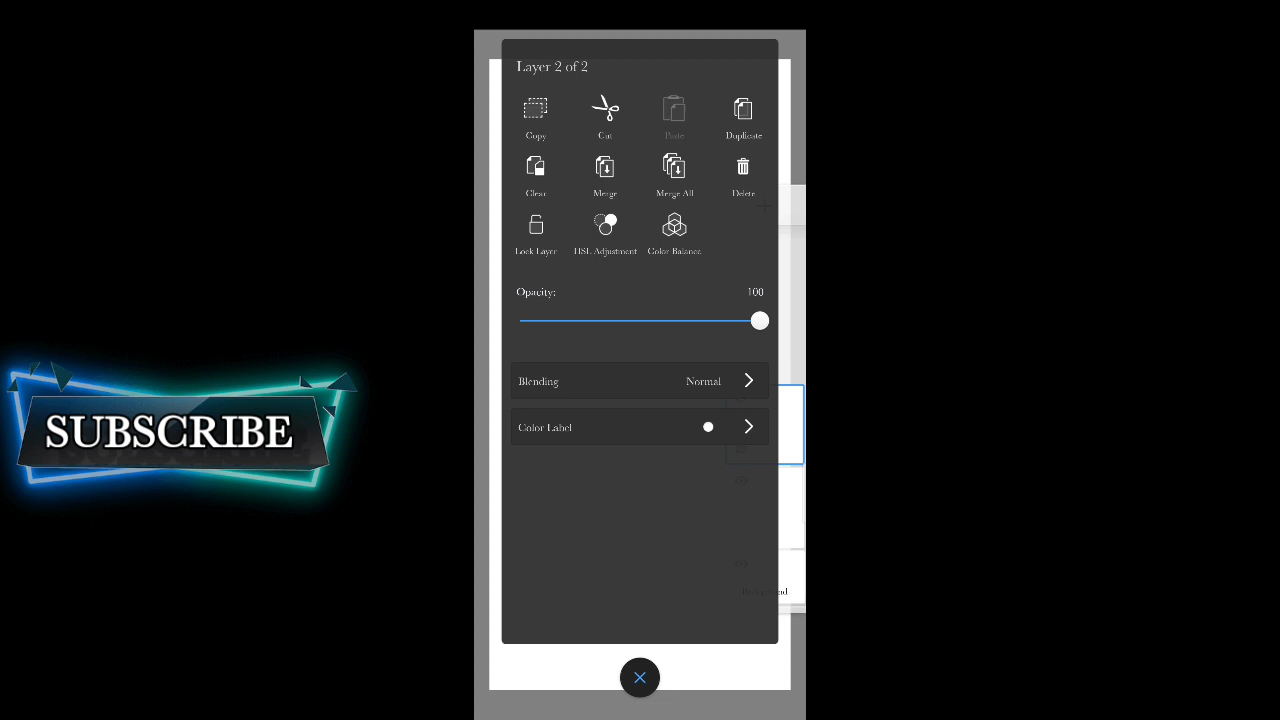 Layer 2 of 2
Copy Cut Paste Duplicate
Clear Merge Merge All Delete
Lock Layer HSL Adjustment Color Balance
Opacity: 100
Blending Normal
Color Label
SUBSCRIBE
Background